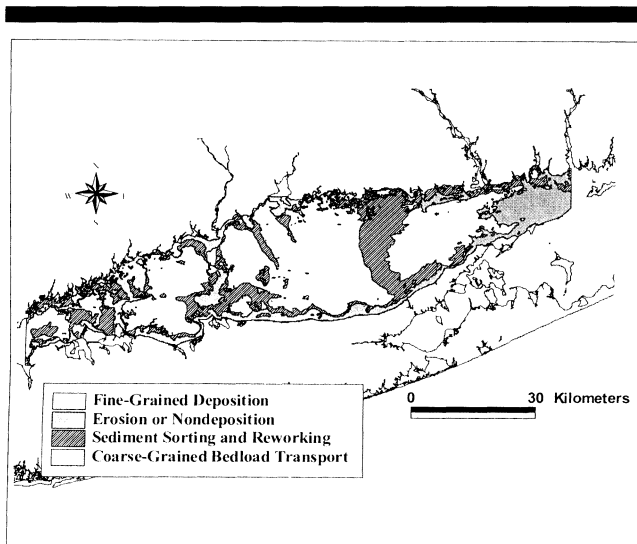 Fine-Grained Deposition
Erosion or Nondeposition
Sediment Sorting and Reworking
Coarse-Grained Bedload Transport
0 30 Kilometers